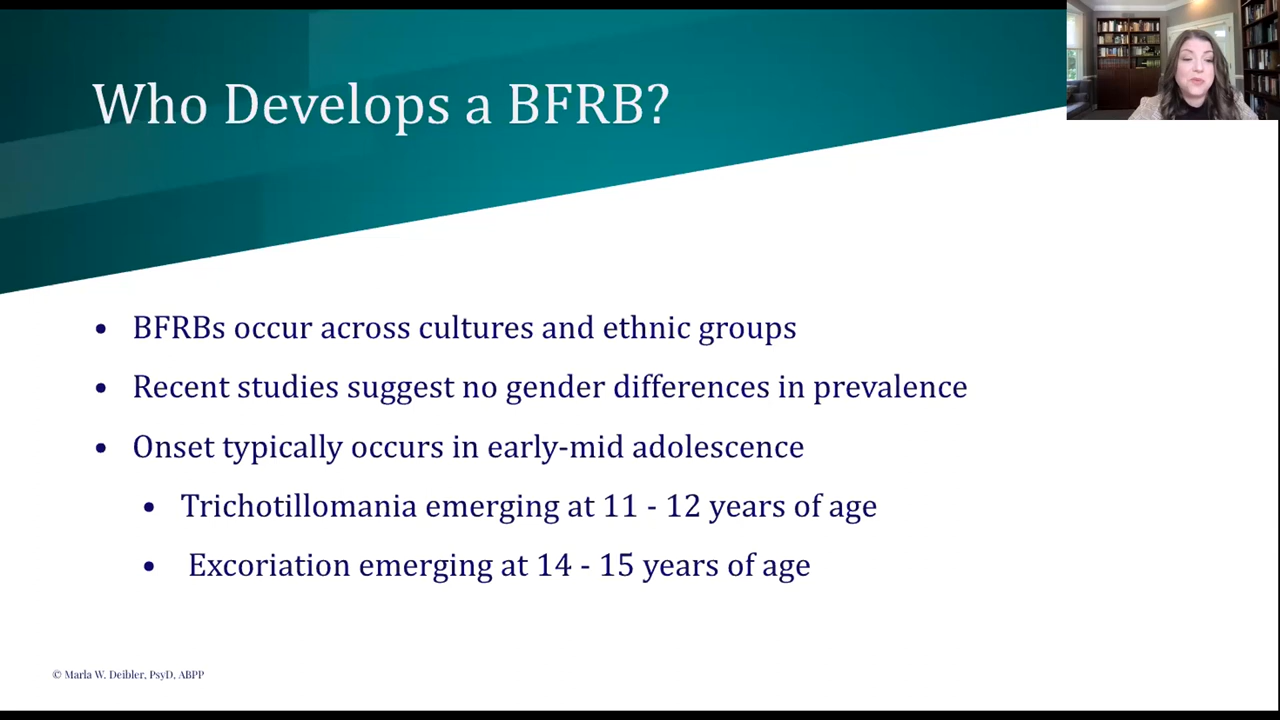 Who Develops a BFRB?
• BFRBs occur across cultures and ethnic groups
• Recent studies suggest no gender differences in prevalence
• Onset typically occurs in early-mid adolescence
• Trichotillomania emerging at 11 - 12 years of age
• Excoriation emerging at 14 - 15 years of age
© Marla W. Deibler, PsyD, ABPP